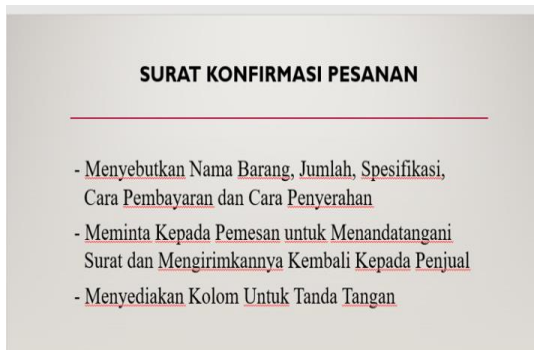 SURAT KONFIRMASI PESANAN
- Menyebutkan Nama Barang, Jumlah, Spesifikasi,
Cara Pembayaran dan Cara Penyerahan
- Meminta Kepada Pemesan untuk Menandatangani
Surat dan Mengirimkannya Kembali Kepada Penjual
- Menyediakan Kolom Untuk Tanda Tangan